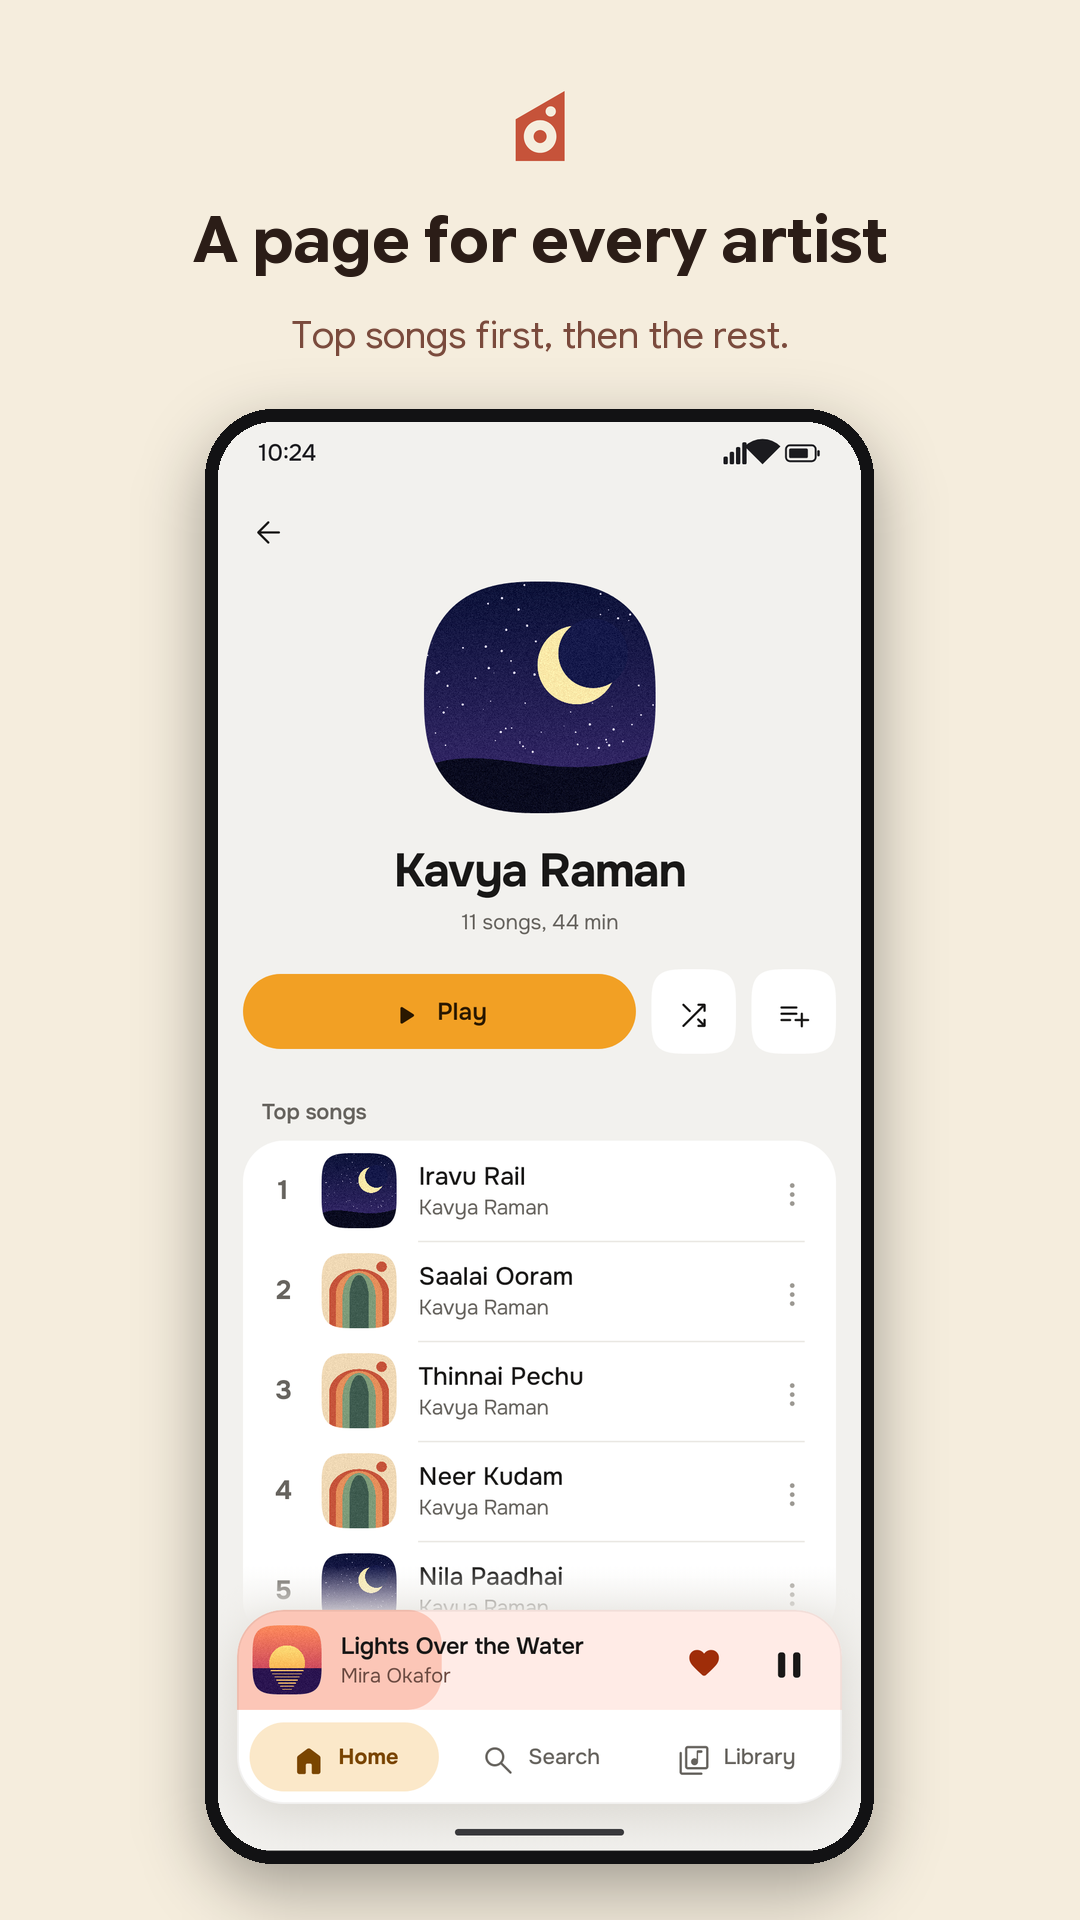 A page for every artist
Top songs first, then the rest.
10:24
Kavya Raman
11 songs, 44 min
Play
Top songs
1
Iravu Rail
Kavya Raman
2
Saalai Ooram
Kavya Raman
3
Thinnai Pechu
Kavya Raman
4
Neer Kudam
Kavya Raman
5
Nila Paadhai
Kavya Raman
Lights Over the Water
Mira Okafor
Home
Search
Library